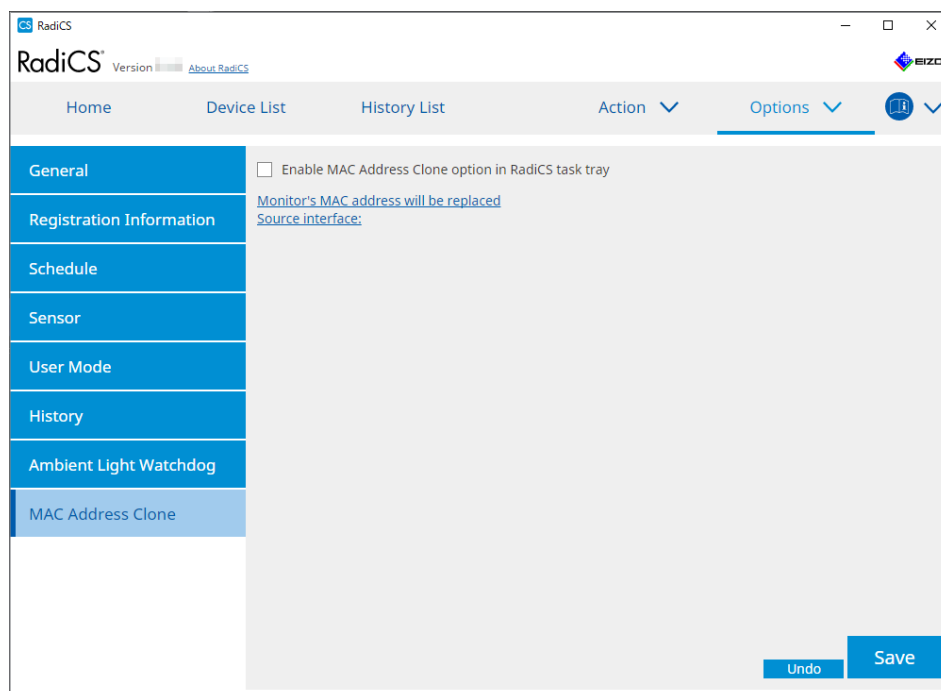 CS RadiCS
RadiCS Version About RadiCS
EIZO
Home Device List History List Action Options
General
Registration Information
Schedule
Sensor
User Mode
History
Ambient Light Watchdog
MAC Address Clone
Enable MAC Address Clone option in RadiCS task tray
Monitor's MAC address will be replaced
Source interface:
Undo
Save